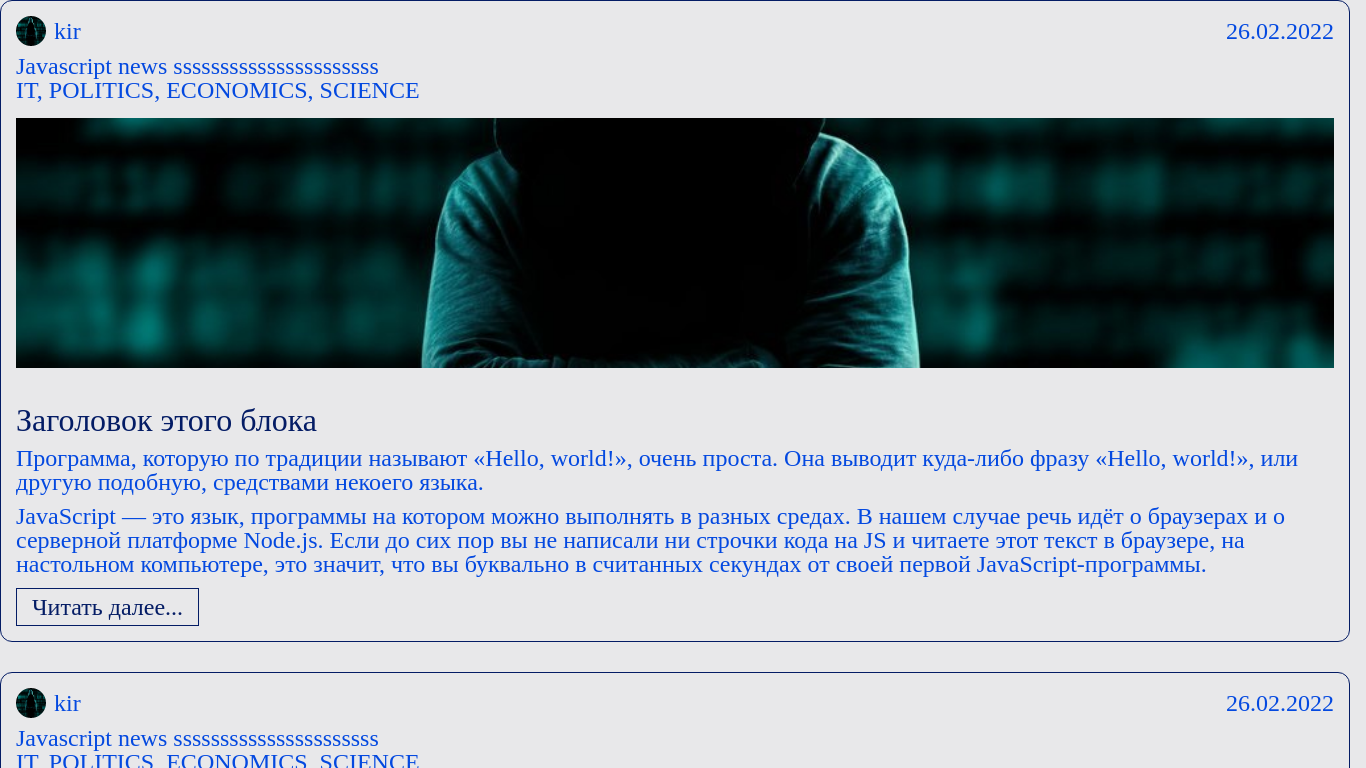 kir 26.02.2022
Javascript news ssssssssssssssssssssss
IT, POLITICS, ECONOMICS, SCIENCE
Заголовок этого блока
Программа, которую по традиции называют «Hello, world!», очень проста. Она выводит куда-либо фразу «Hello, world!», или
другую подобную, средствами некоего языка.
JavaScript — это язык, программы на котором можно выполнять в разных средах. В нашем случае речь идёт о браузерах и о
серверной платформе Node.js. Если до сих пор вы не написали ни строчки кода на JS и читаете этот текст в браузере, на
настольном компьютере, это значит, что вы буквально в считанных секундах от своей первой JavaScript-программы.
Читать далее...
kir 26.02.2022
Javascript news ssssssssssssssssssssss
IT, POLITICS, ECONOMICS, SCIENCE